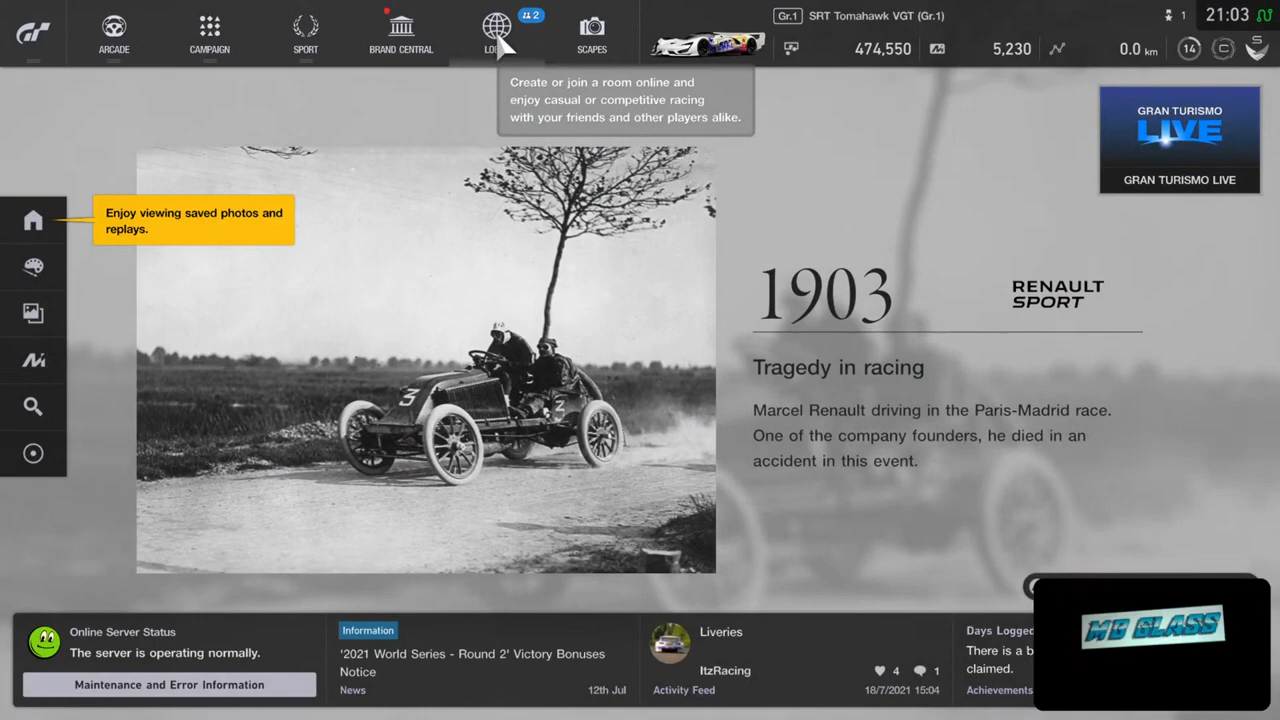 GT
ARCADE
CAMPAIGN
SPORT
BRAND CENTRAL
2
SCAPES
Gr.1
SRT Tomahawk VGT (Gr.1)
1
21:03
474,550
5,230
0.0 km
14
C
S
Create or join a room online and
enjoy casual or competitive racing
with your friends and other players alike.
GRAN TURISMO
LIVE
GRAN TURISMO LIVE
Enjoy viewing saved photos and
replays.
3
2
1903
RENAULT
SPORT
Tragedy in racing
Marcel Renault driving in the Paris-Madrid race.
One of the company founders, he died in an
accident in this event.
Online Server Status
The server is operating normally.
Maintenance and Error Information
Information
'2021 World Series - Round 2' Victory Bonuses
Notice
News
12th Jul
Liveries
ItzRacing
4
1
Activity Feed
18/7/2021 15:04
Days Logged
There is a b
claimed.
Achievements
MB GLASS